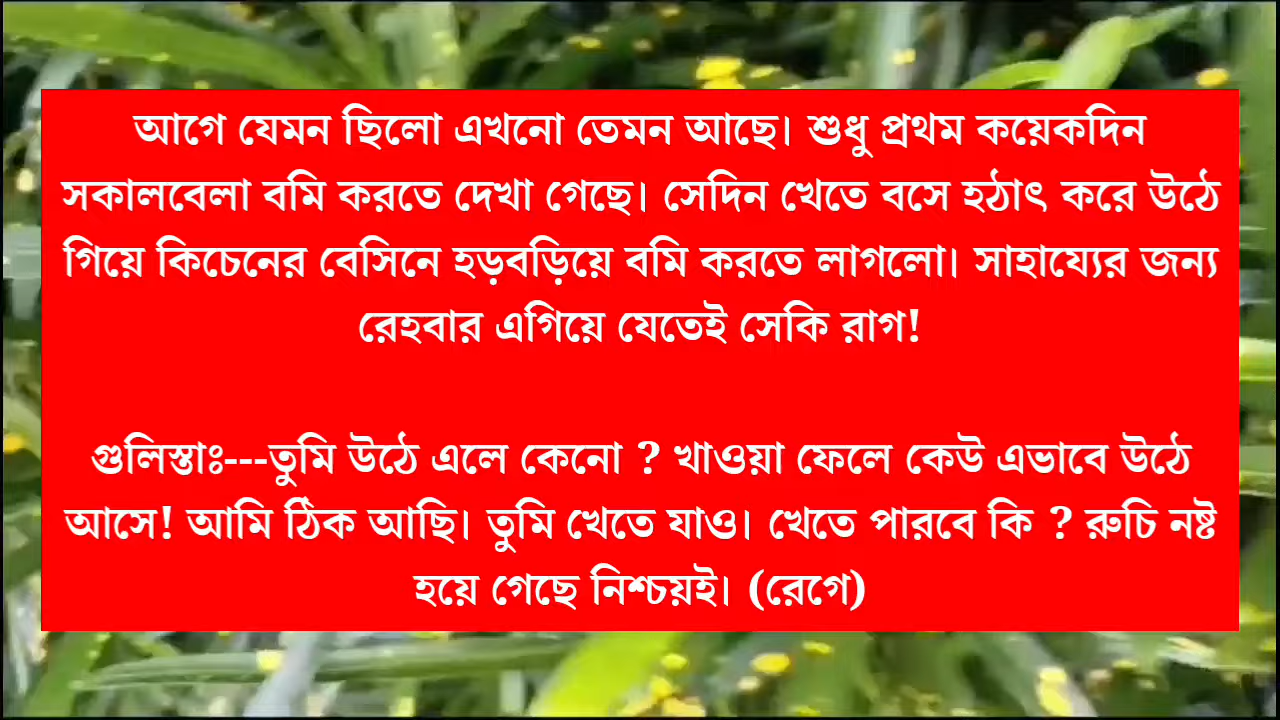 আগে যেমন ছিলো এখনো তেমন আছে। শুধু প্রথম কয়েকদিন
সকালবেলা বমি করতে দেখা গেছে। সেদিন খেতে বসে হঠাৎ করে উঠে
গিয়ে কিচেনের বেসিনে হড়বড়িয়ে বমি করতে লাগলো। সাহায্যের জন্য
রেহবার এগিয়ে যেতেই সেকি রাগ!
গুলিস্তাঃ---তুমি উঠে এলে কেনো ? খাওয়া ফেলে কেউ এভাবে উঠে
আসে! আমি ঠিক আছি। তুমি খেতে যাও। খেতে পারবে কি ? রুচি নষ্ট
হয়ে গেছে নিশ্চয়ই। (রেগে)